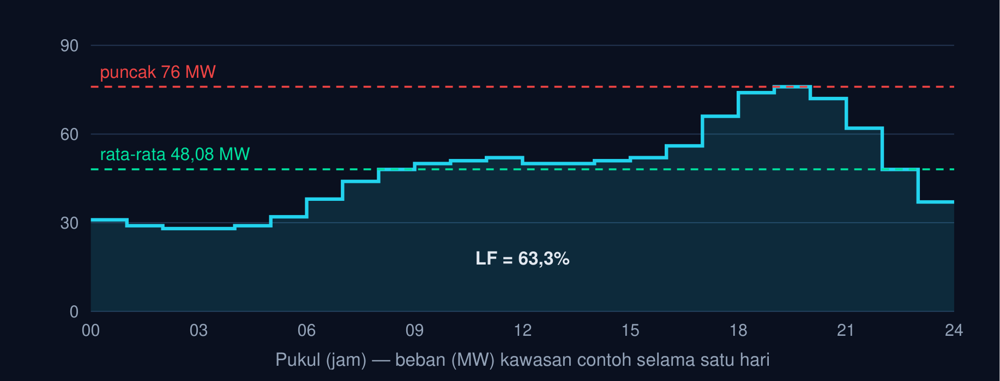 90
puncak 76 MW
60
rata-rata 48,08 MW
30
LF = 63,3%
0
00 03 06 09 12 15 18 21 24
Pukul (jam) — beban (MW) kawasan contoh selama satu hari